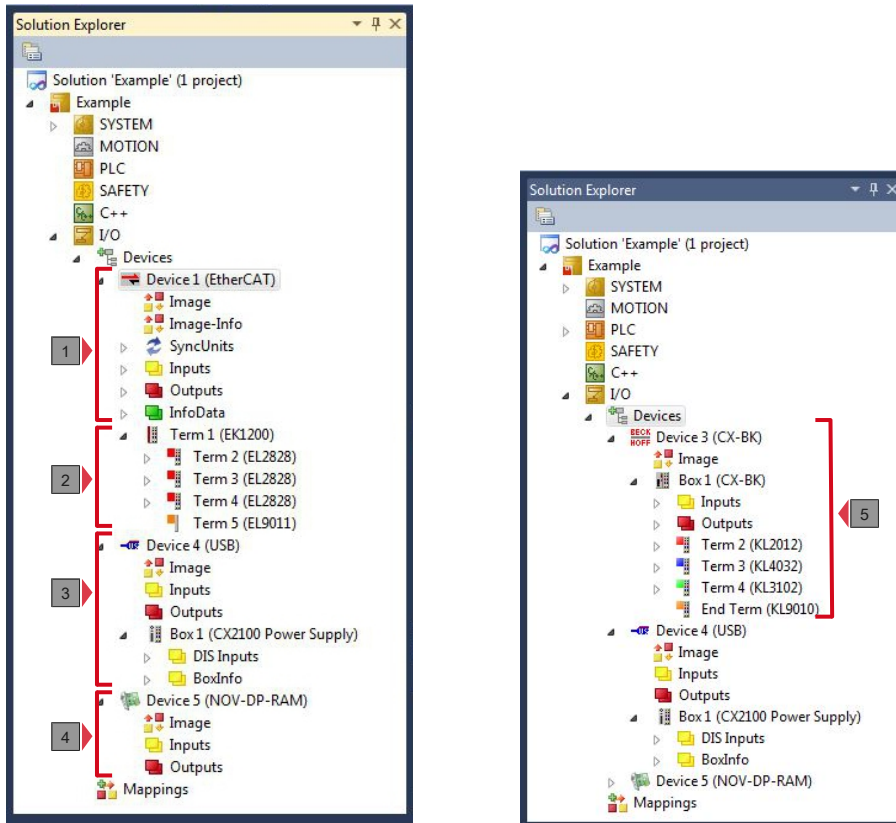 Solution Explorer
Solution 'Example' (1 project)
Example
SYSTEM
MOTION
PLC
SAFETY
C++
I/O
Devices
Device 1 (EtherCAT)
Image
Image-Info
1
SyncUnits
Inputs
Outputs
InfoData
Term 1 (EK1200)
Term 2 (EL2828)
2
Term 3 (EL2828)
Term 4 (EL2828)
Term 5 (EL9011)
Device 4 (USB)
Image
3
Inputs
Outputs
Box 1 (CX2100 Power Supply)
DIS Inputs
BoxInfo
Device 5 (NOV-DP-RAM)
Image
4
Inputs
Outputs
Mappings
Solution Explorer
Solution 'Example' (1 project)
Example
SYSTEM
MOTION
PLC
SAFETY
C++
I/O
Devices
BECK HOFF Device 3 (CX-BK)
Image
Box 1 (CX-BK)
Inputs
5
Outputs
Term 2 (KL2012)
Term 3 (KL4032)
Term 4 (KL3102)
End Term (KL9010)
Device 4 (USB)
Image
Inputs
Outputs
Box 1 (CX2100 Power Supply)
DIS Inputs
BoxInfo
Device 5 (NOV-DP-RAM)
Mappings